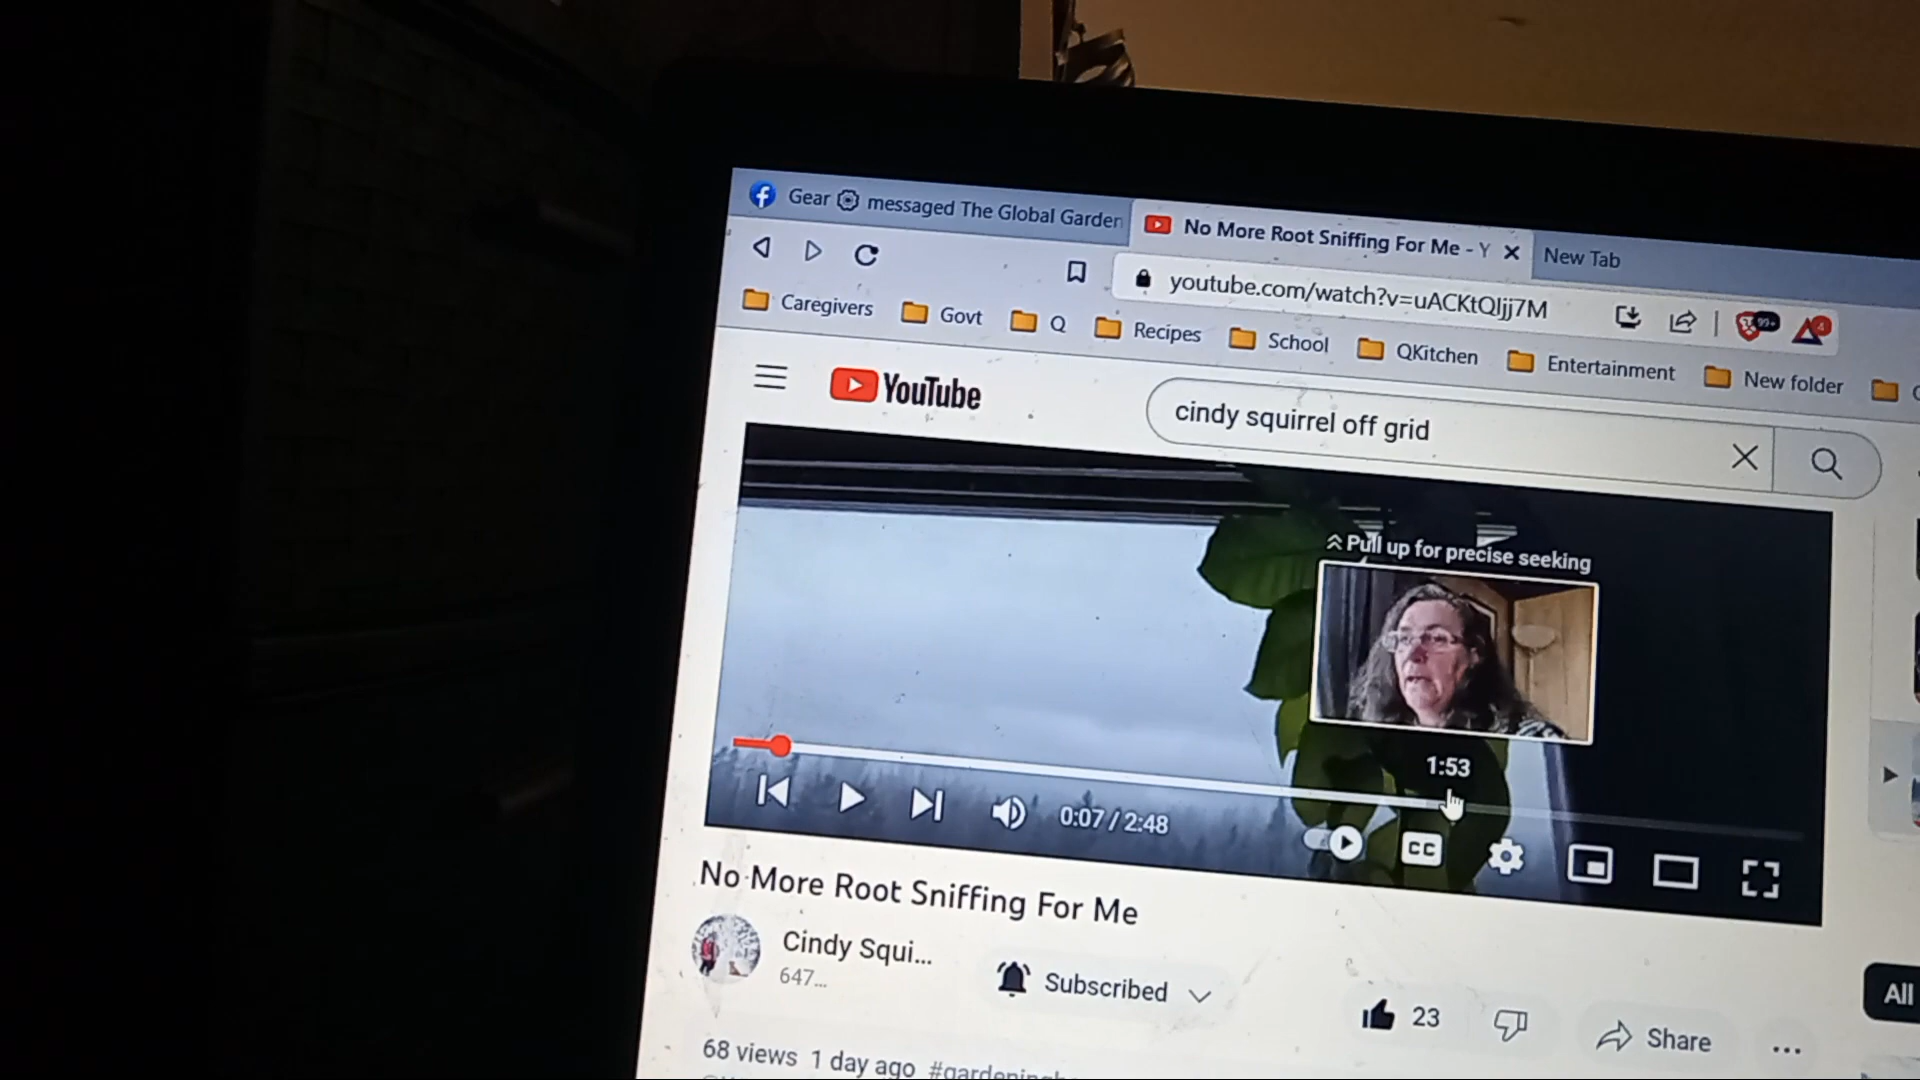 Gear messaged The Global Garden
No More Root Sniffing For Me - Y
New Tab
youtube.com/watch?v=uACKtQIjj7M
99+
4
Caregivers
Govt
Q
Recipes
School
QKitchen
Entertainment
New folder
YouTube
cindy squirrel off grid
Pull up for precise seeking
1:53
0:07 / 2:48
CC
No More Root Sniffing For Me
Cindy Squi...
647...
Subscribed
23
Share
All
68 views 1 day ago